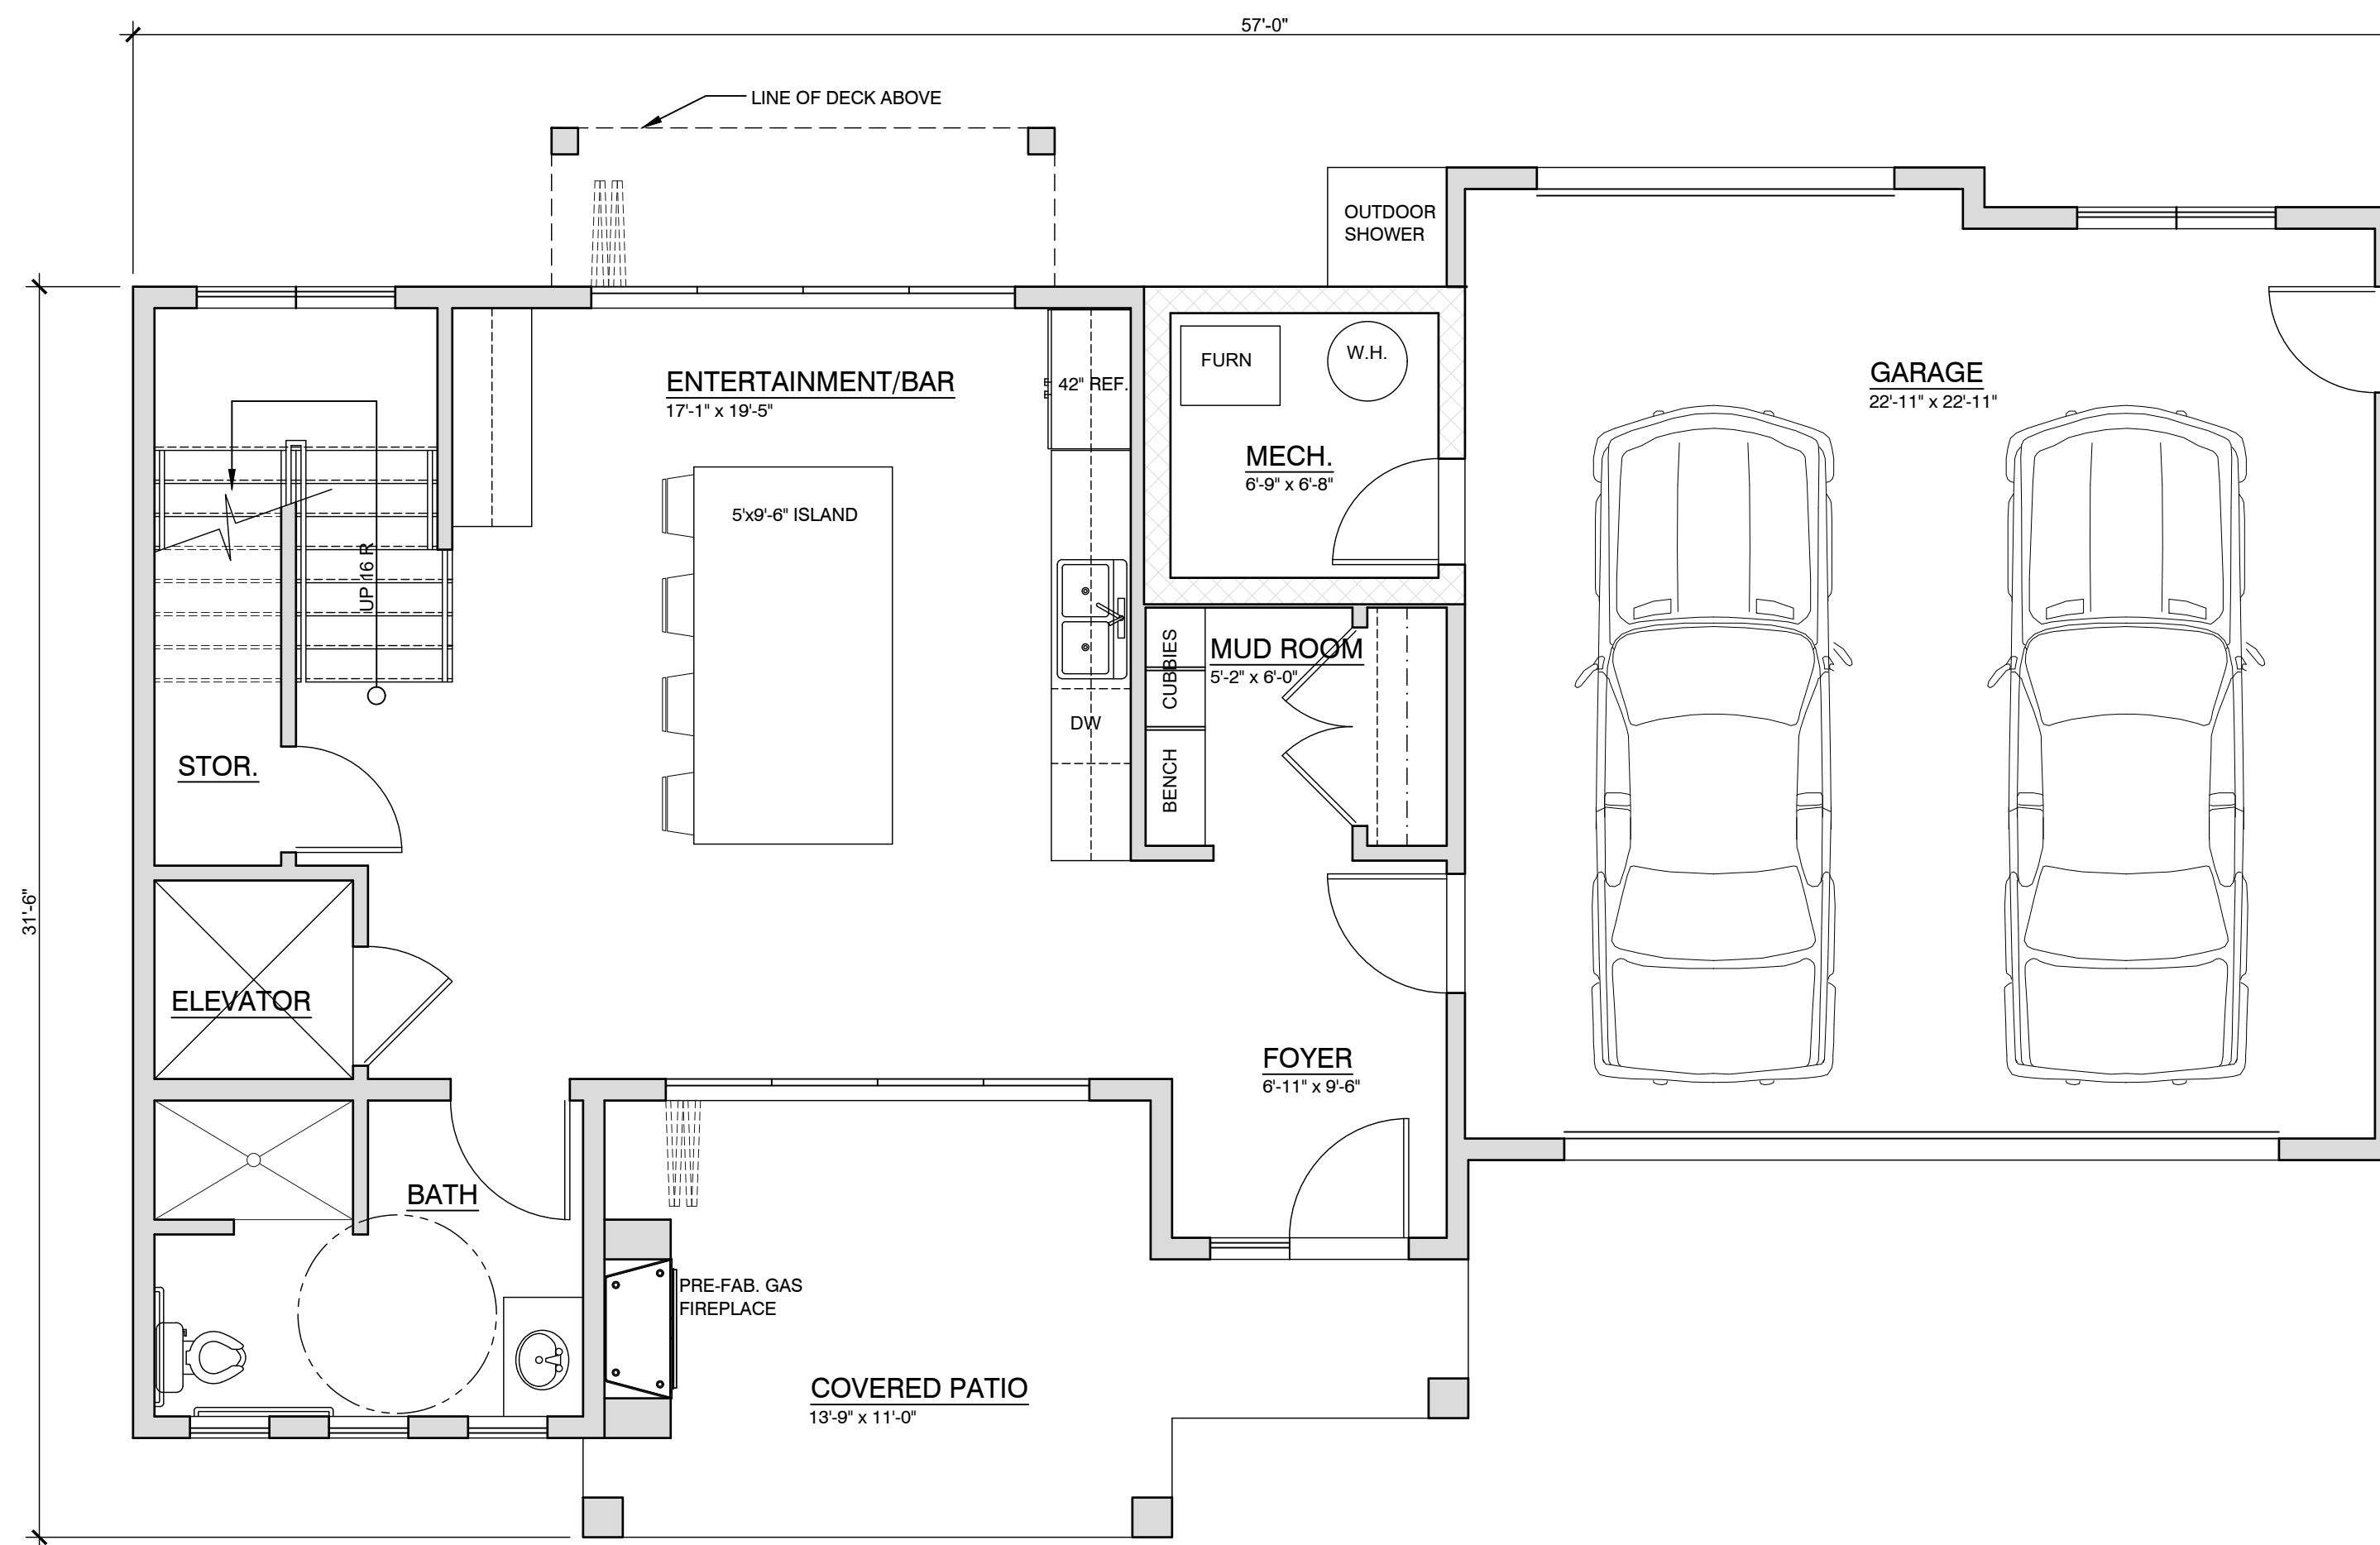 57'-0"
LINE OF DECK ABOVE
OUTDOOR
SHOWER
FURN
W.H.
ENTERTAINMENT/BAR
17'-1" x 19'-5"
42" REF.
GARAGE
22'-11" x 22'-11"
MECH.
6'-9" x 6'-8"
5'x9'-6" ISLAND
UP 16 R
CUBBIES
MUD ROOM
5'-2" x 6'-0"
DW
BENCH
STOR.
31'-6"
ELEVATOR
FOYER
6'-11" x 9'-6"
BATH
PRE-FAB. GAS
FIREPLACE
COVERED PATIO
13'-9" x 11'-0"